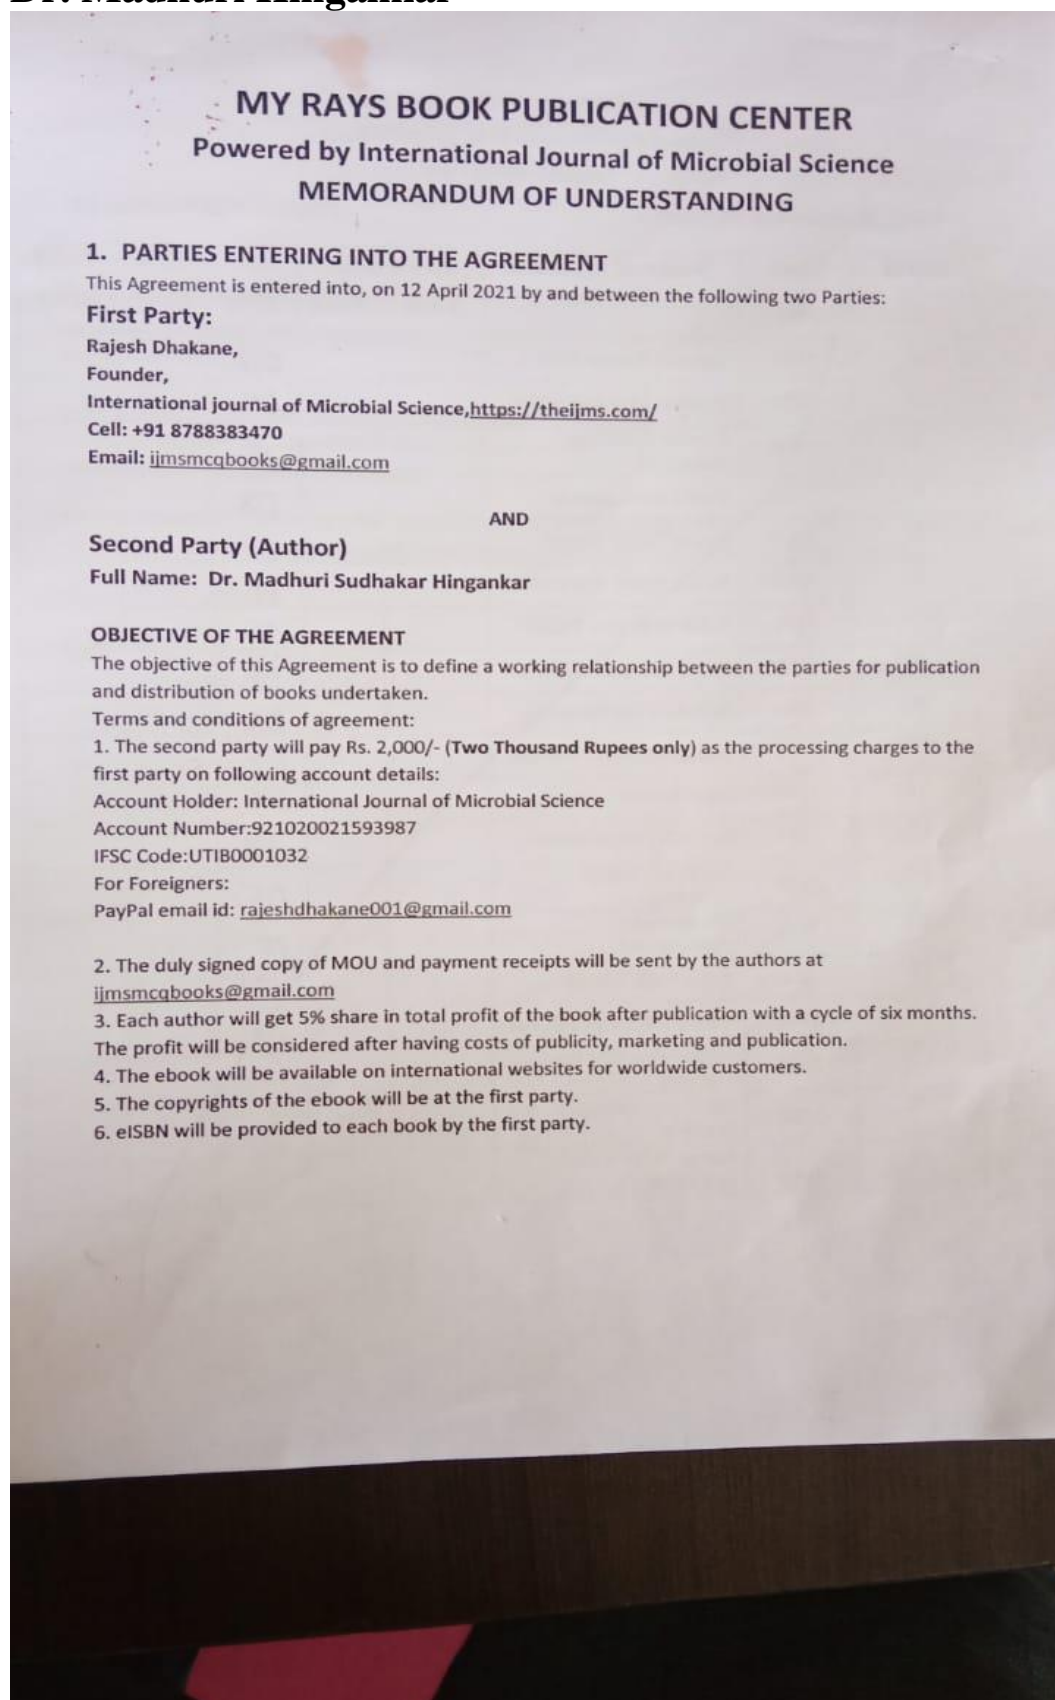 Dr. Madhuri Hingankar
MY RAYS BOOK PUBLICATION CENTER
Powered by International Journal of Microbial Science
MEMORANDUM OF UNDERSTANDING
1. PARTIES ENTERING INTO THE AGREEMENT
This Agreement is entered into, on 12 April 2021 by and between the following two Parties:
First Party:
Rajesh Dhakane,
Founder,
International journal of Microbial Science,https://theijms.com/
Cell: +91 8788383470
Email: ijmsmcqbooks@gmail.com
AND
Second Party (Author)
Full Name: Dr. Madhuri Sudhakar Hingankar
OBJECTIVE OF THE AGREEMENT
The objective of this Agreement is to define a working relationship between the parties for publication
and distribution of books undertaken.
Terms and conditions of agreement:
1. The second party will pay Rs. 2,000/- (Two Thousand Rupees only) as the processing charges to the
first party on following account details:
Account Holder: International Journal of Microbial Science
Account Number:921020021593987
IFSC Code:UTIB0001032
For Foreigners:
PayPal email id: rajeshdhakane001@gmail.com
2. The duly signed copy of MOU and payment receipts will be sent by the authors at
ijmsmcqbooks@gmail.com
3. Each author will get 5% share in total profit of the book after publication with a cycle of six months.
The profit will be considered after having costs of publicity, marketing and publication.
4. The ebook will be available on international websites for worldwide customers.
5. The copyrights of the ebook will be at the first party.
6. eISBN will be provided to each book by the first party.